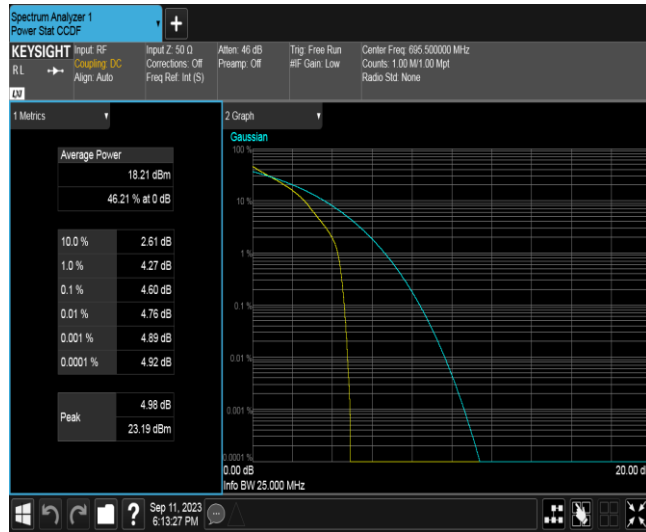 Spectrum Analyzer 1
Power Stat CCDF
KEYSIGHT
RL
LXI
Input: RF
Coupling: DC
Align: Auto
Input Z: 50 Ω
Corrections: Off
Freq Ref: Int (S)
Atten: 46 dB
Preamp: Off
Trig: Free Run
#IF Gain: Low
Center Freq: 695.500000 MHz
Counts: 1.00 M/1.00 Mpt
Radio Std: None
1 Metrics
Average Power
18.21 dBm
46.21 % at 0 dB
10.0 % 2.61 dB
1.0 % 4.27 dB
0.1 % 4.60 dB
0.01 % 4.76 dB
0.001 % 4.89 dB
0.0001 % 4.92 dB
Peak
4.98 dB
23.19 dBm
2 Graph
Gaussian
100 %
10 %
1 %
0.1 %
0.01 %
0.001 %
0.0001 %
0.00 dB 20.00 d
Info BW 25.000 MHz
?
Sep 11, 2023
6:13:27 PM